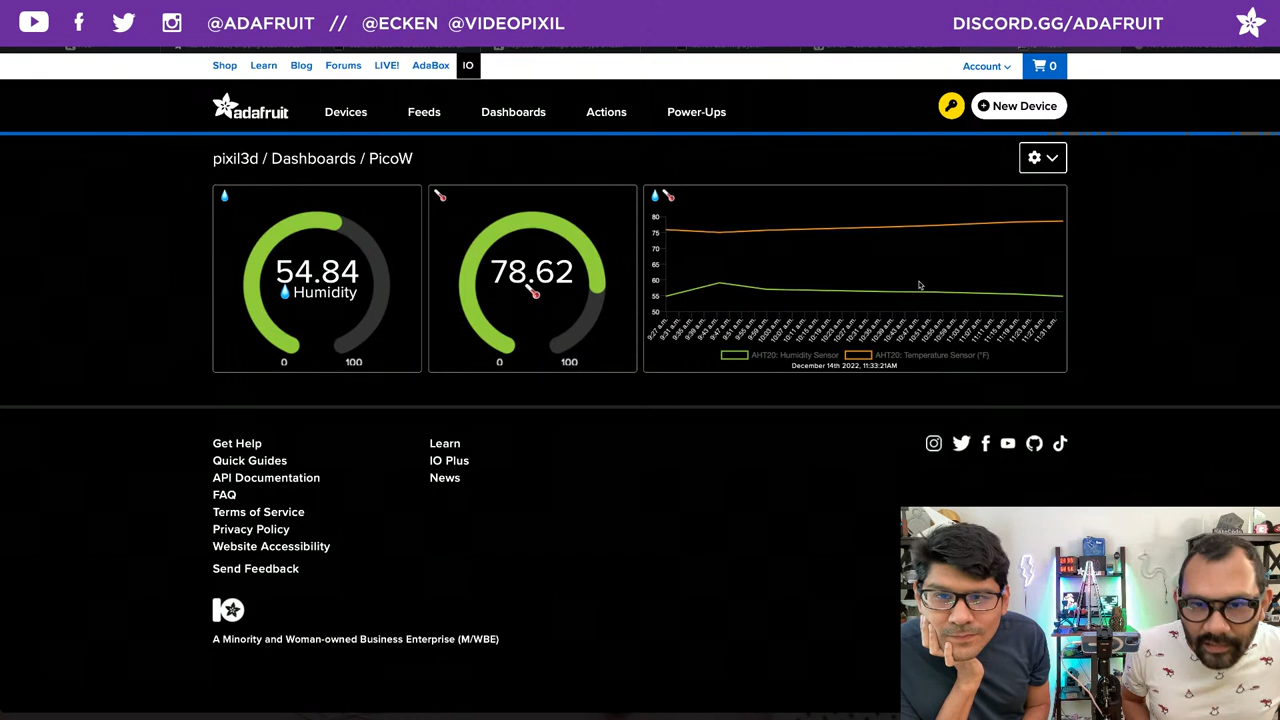 @ADAFRUIT // @ECKEN @VIDEOPIXIL DISCORD.GG/ADAFRUIT
Shop Learn Blog Forums LIVE! AdaBox IO Account 0
adafruit Devices Feeds Dashboards Actions Power-Ups New Device
pixil3d / Dashboards / PicoW
54.84
Humidity
0 100
78.62
0 100
80
75
70
65
60
55
50
AHT20: Humidity Sensor AHT20: Temperature Sensor (°F)
December 14th 2022, 11:33:21AM
Get Help
Quick Guides
API Documentation
FAQ
Terms of Service
Privacy Policy
Website Accessibility
Send Feedback
Learn
IO Plus
News
A Minority and Woman-owned Business Enterprise (M/WBE)